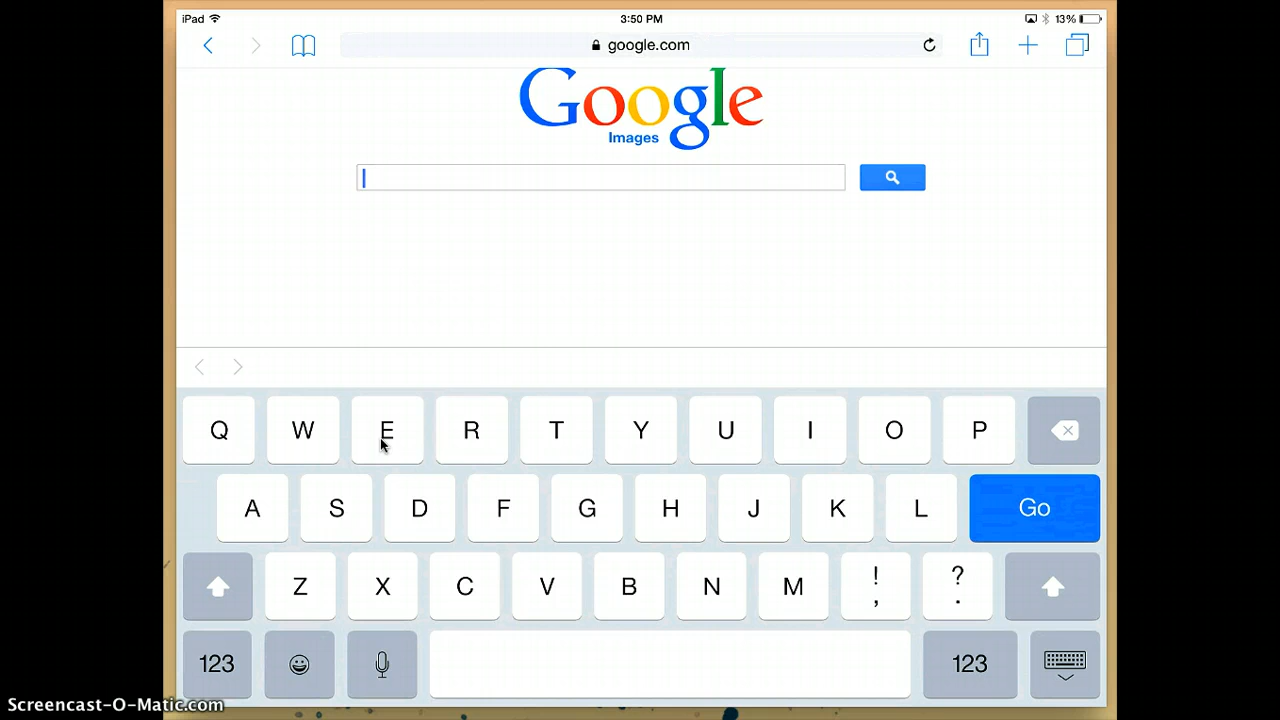 iPad 3:50 PM 13%
google.com
Google
Images
Q W E R T Y U I O P
A S D F G H J K L Go
Z X C V B N M ! , ? .
123 123
Screencast-O-Matic.com